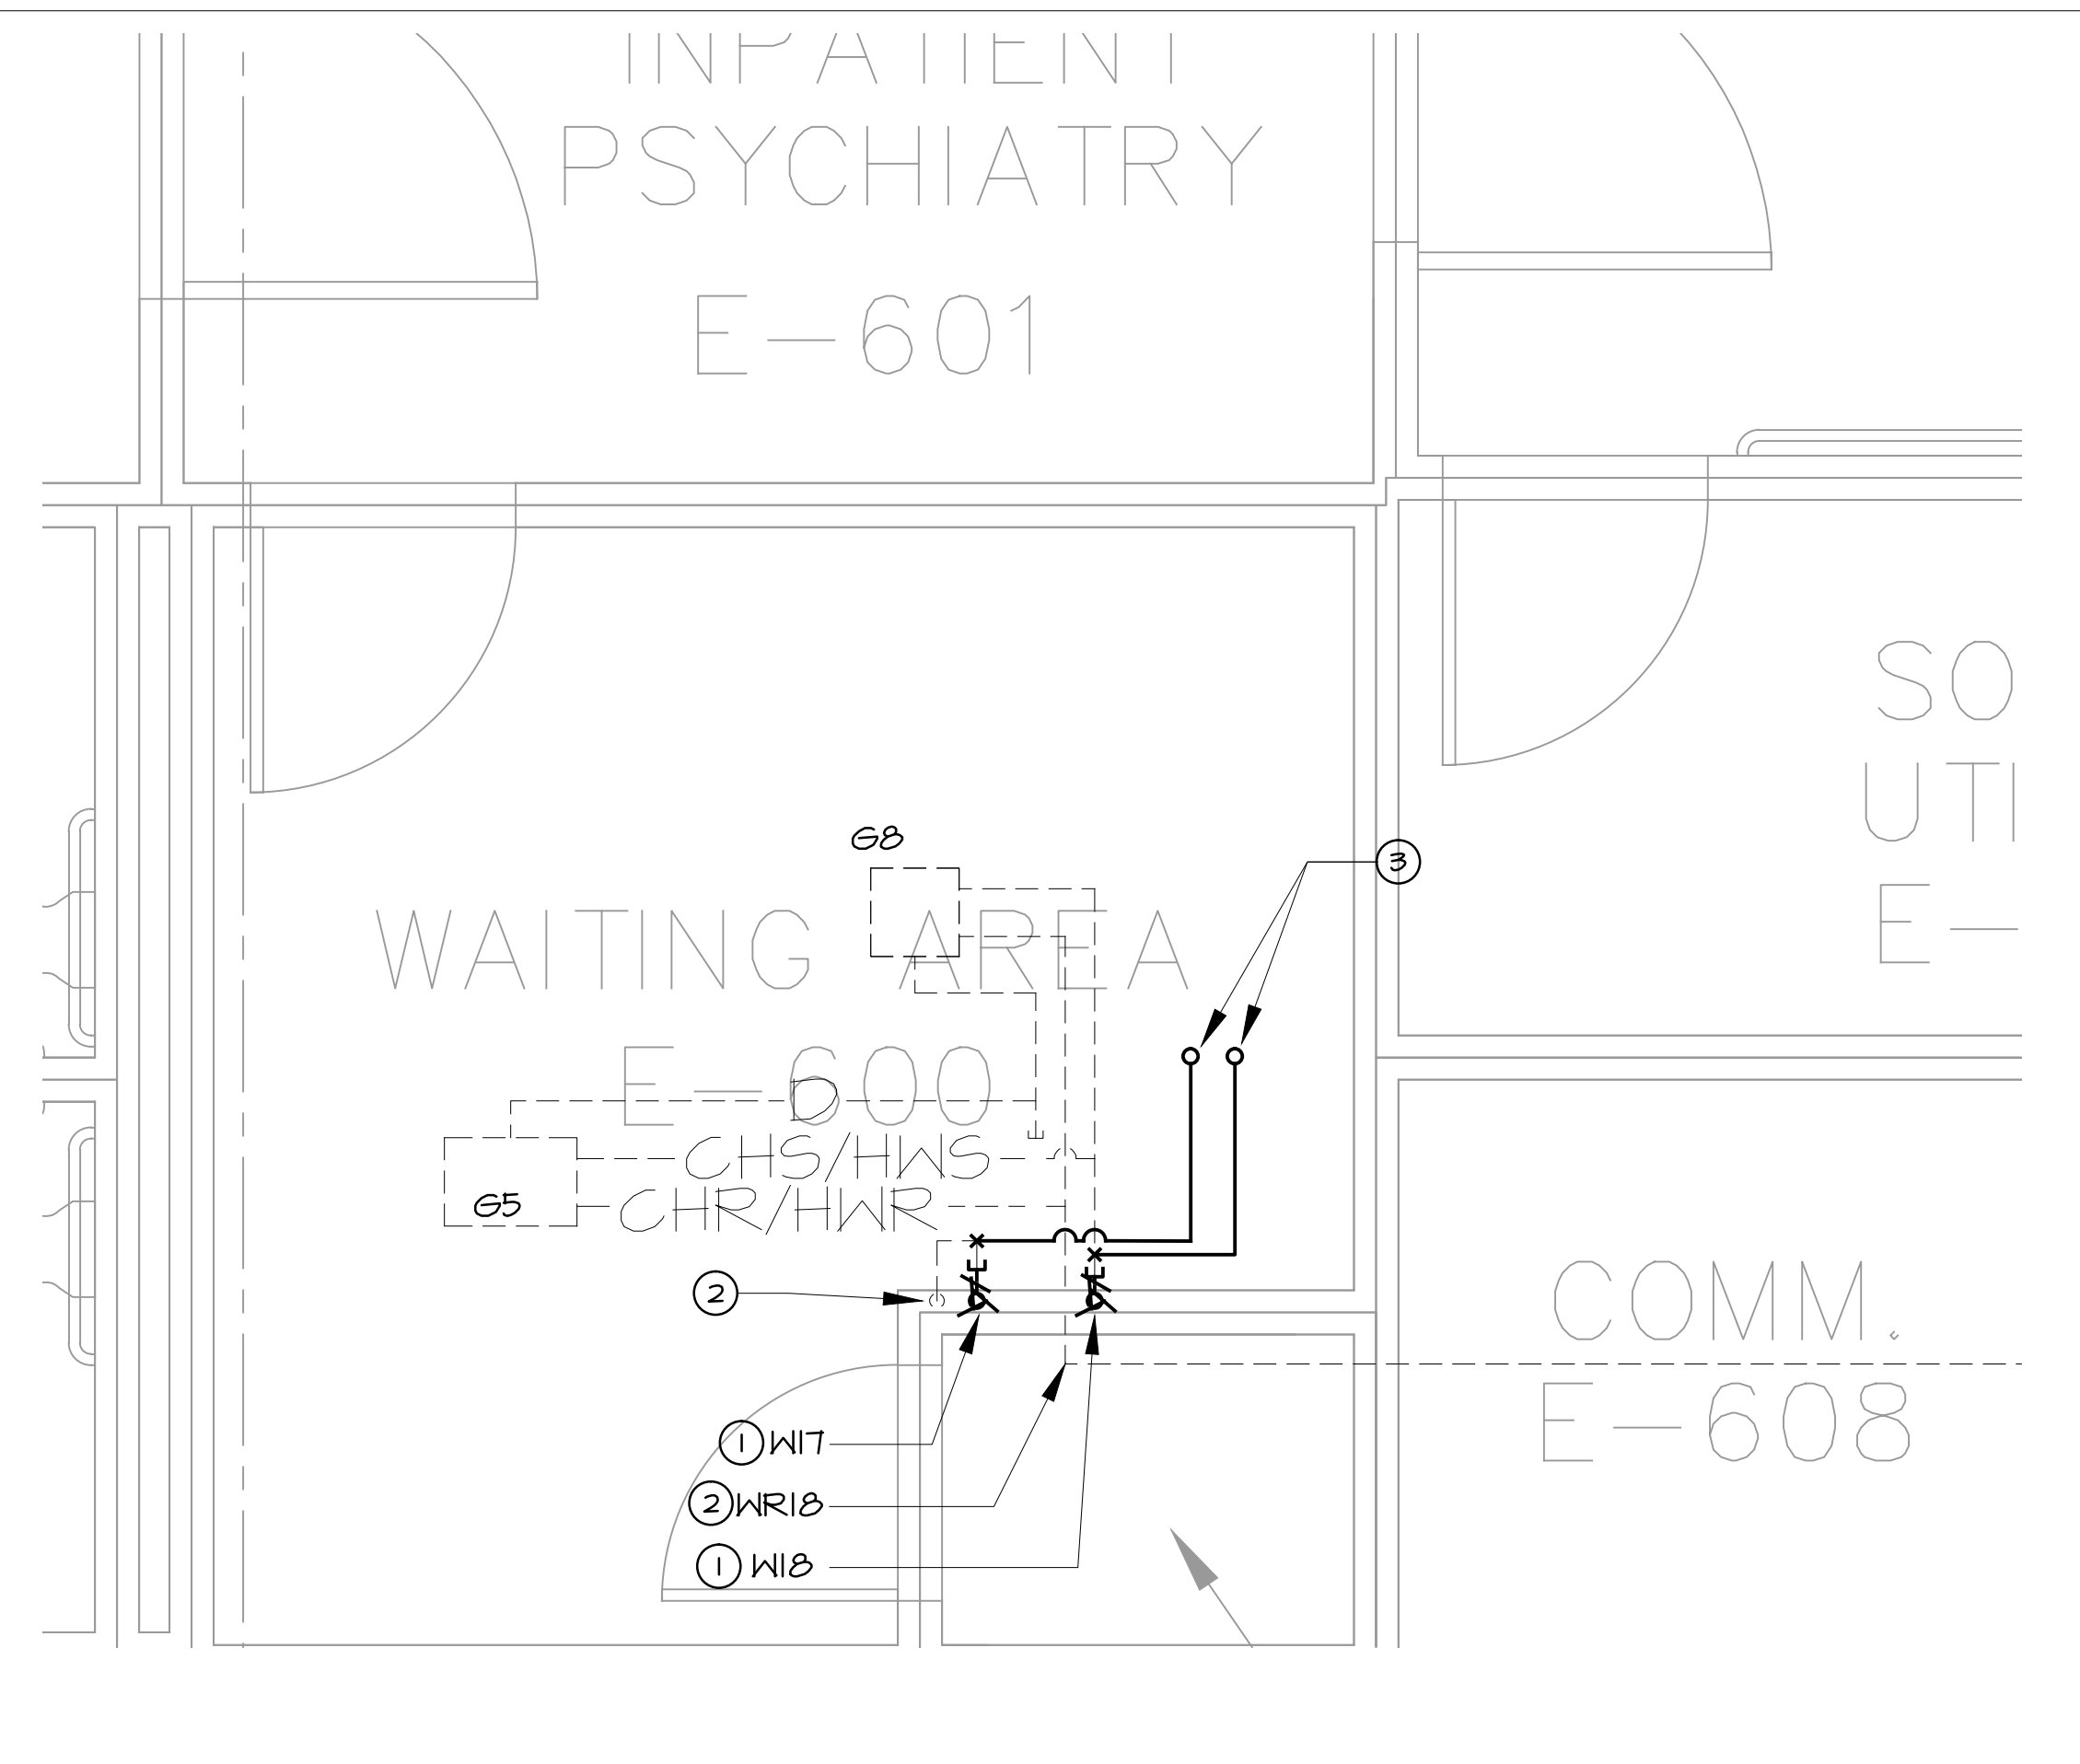 INPATIENT
PSYCHIATRY
E-601
SO
UTI
E-
G8
3
WAITING AREA
E-600
D
CHS/HWS
G5
CHR/HWR
2
COMM.
E-608
1 W17
2 WR18
1 W18